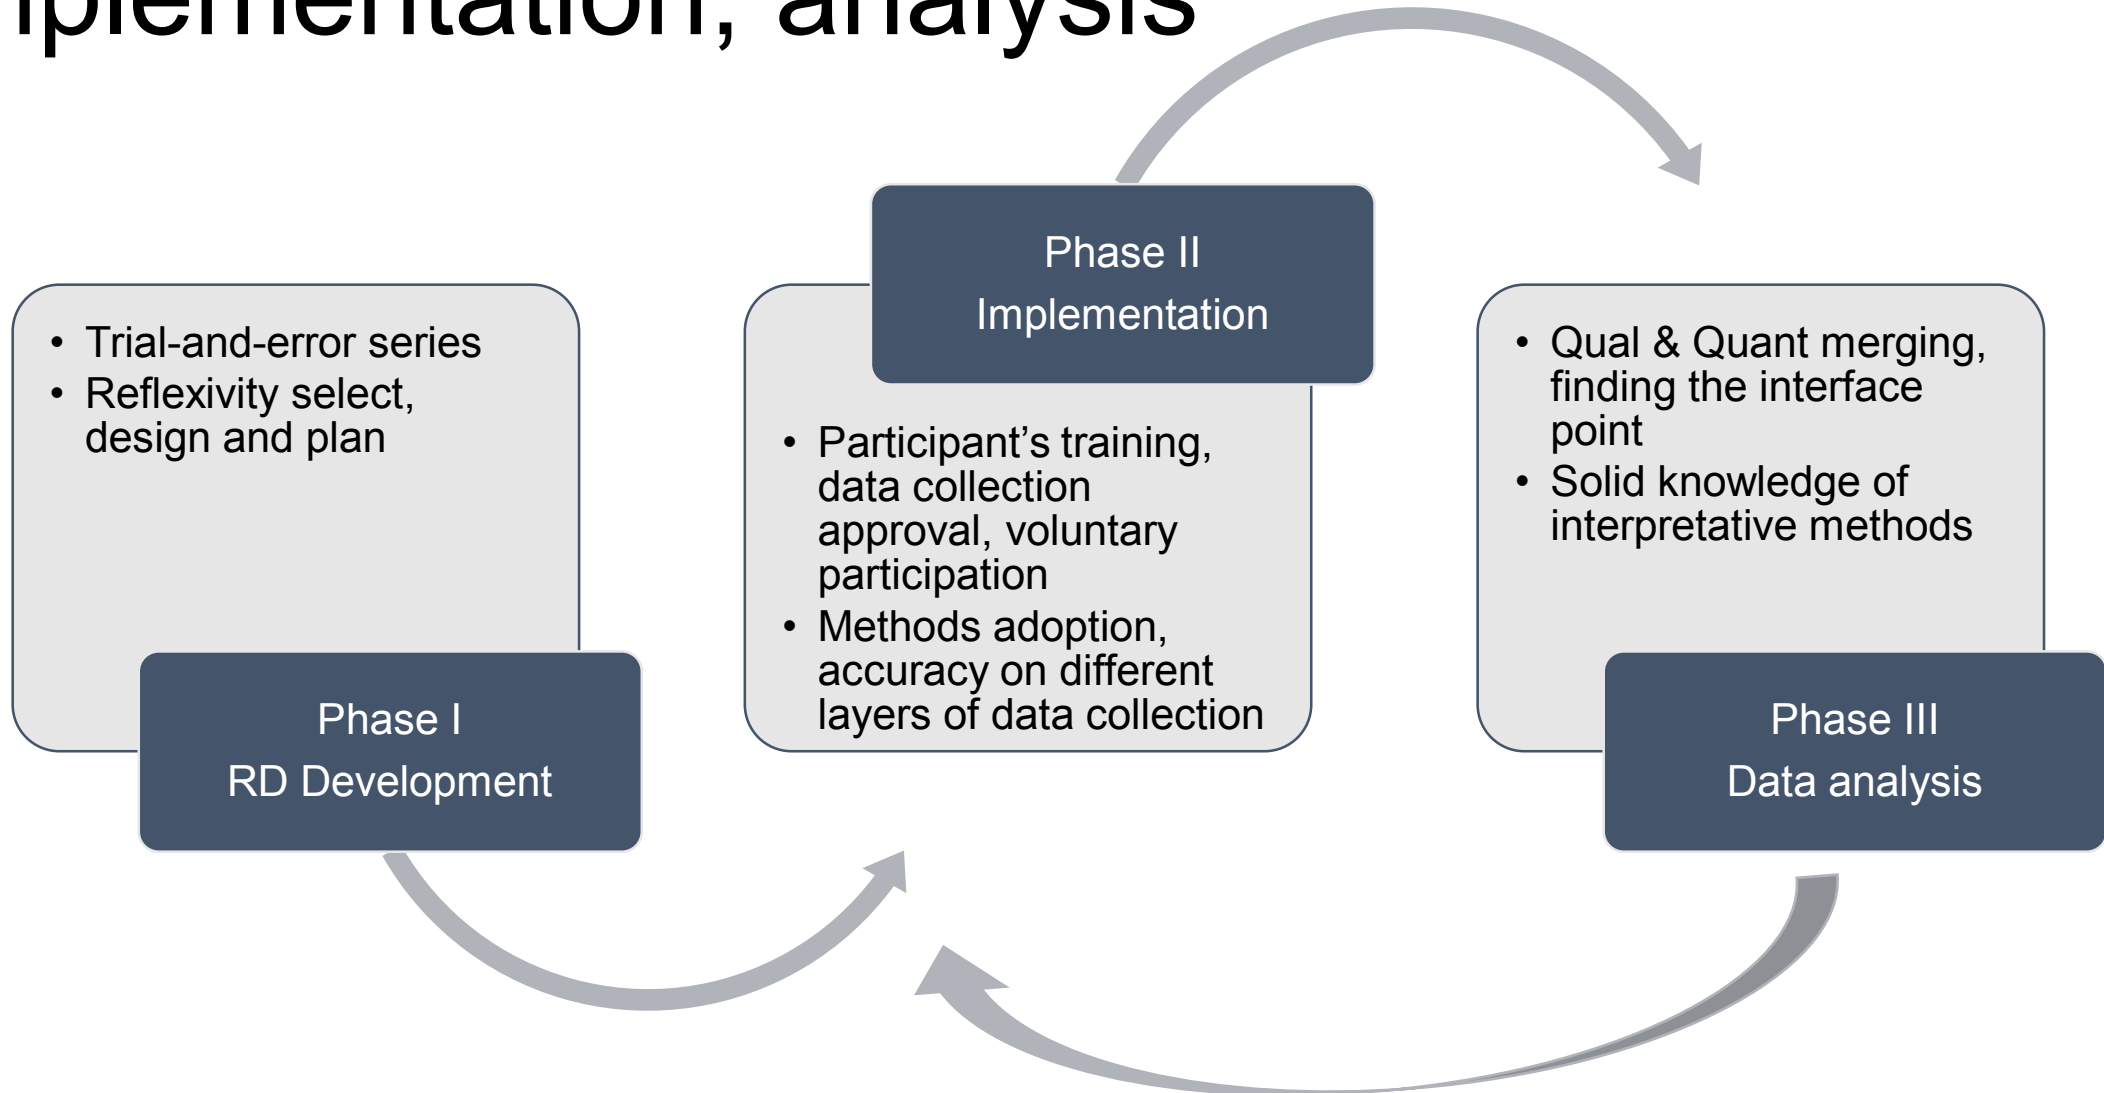 plementation, analysis
• Trial-and-error series
• Reflexivity select,
design and plan
Phase I
RD Development
Phase II
Implementation
• Participant’s training,
data collection
approval, voluntary
participation
• Methods adoption,
accuracy on different
layers of data collection
• Qual & Quant merging,
finding the interface
point
• Solid knowledge of
interpretative methods
Phase III
Data analysis